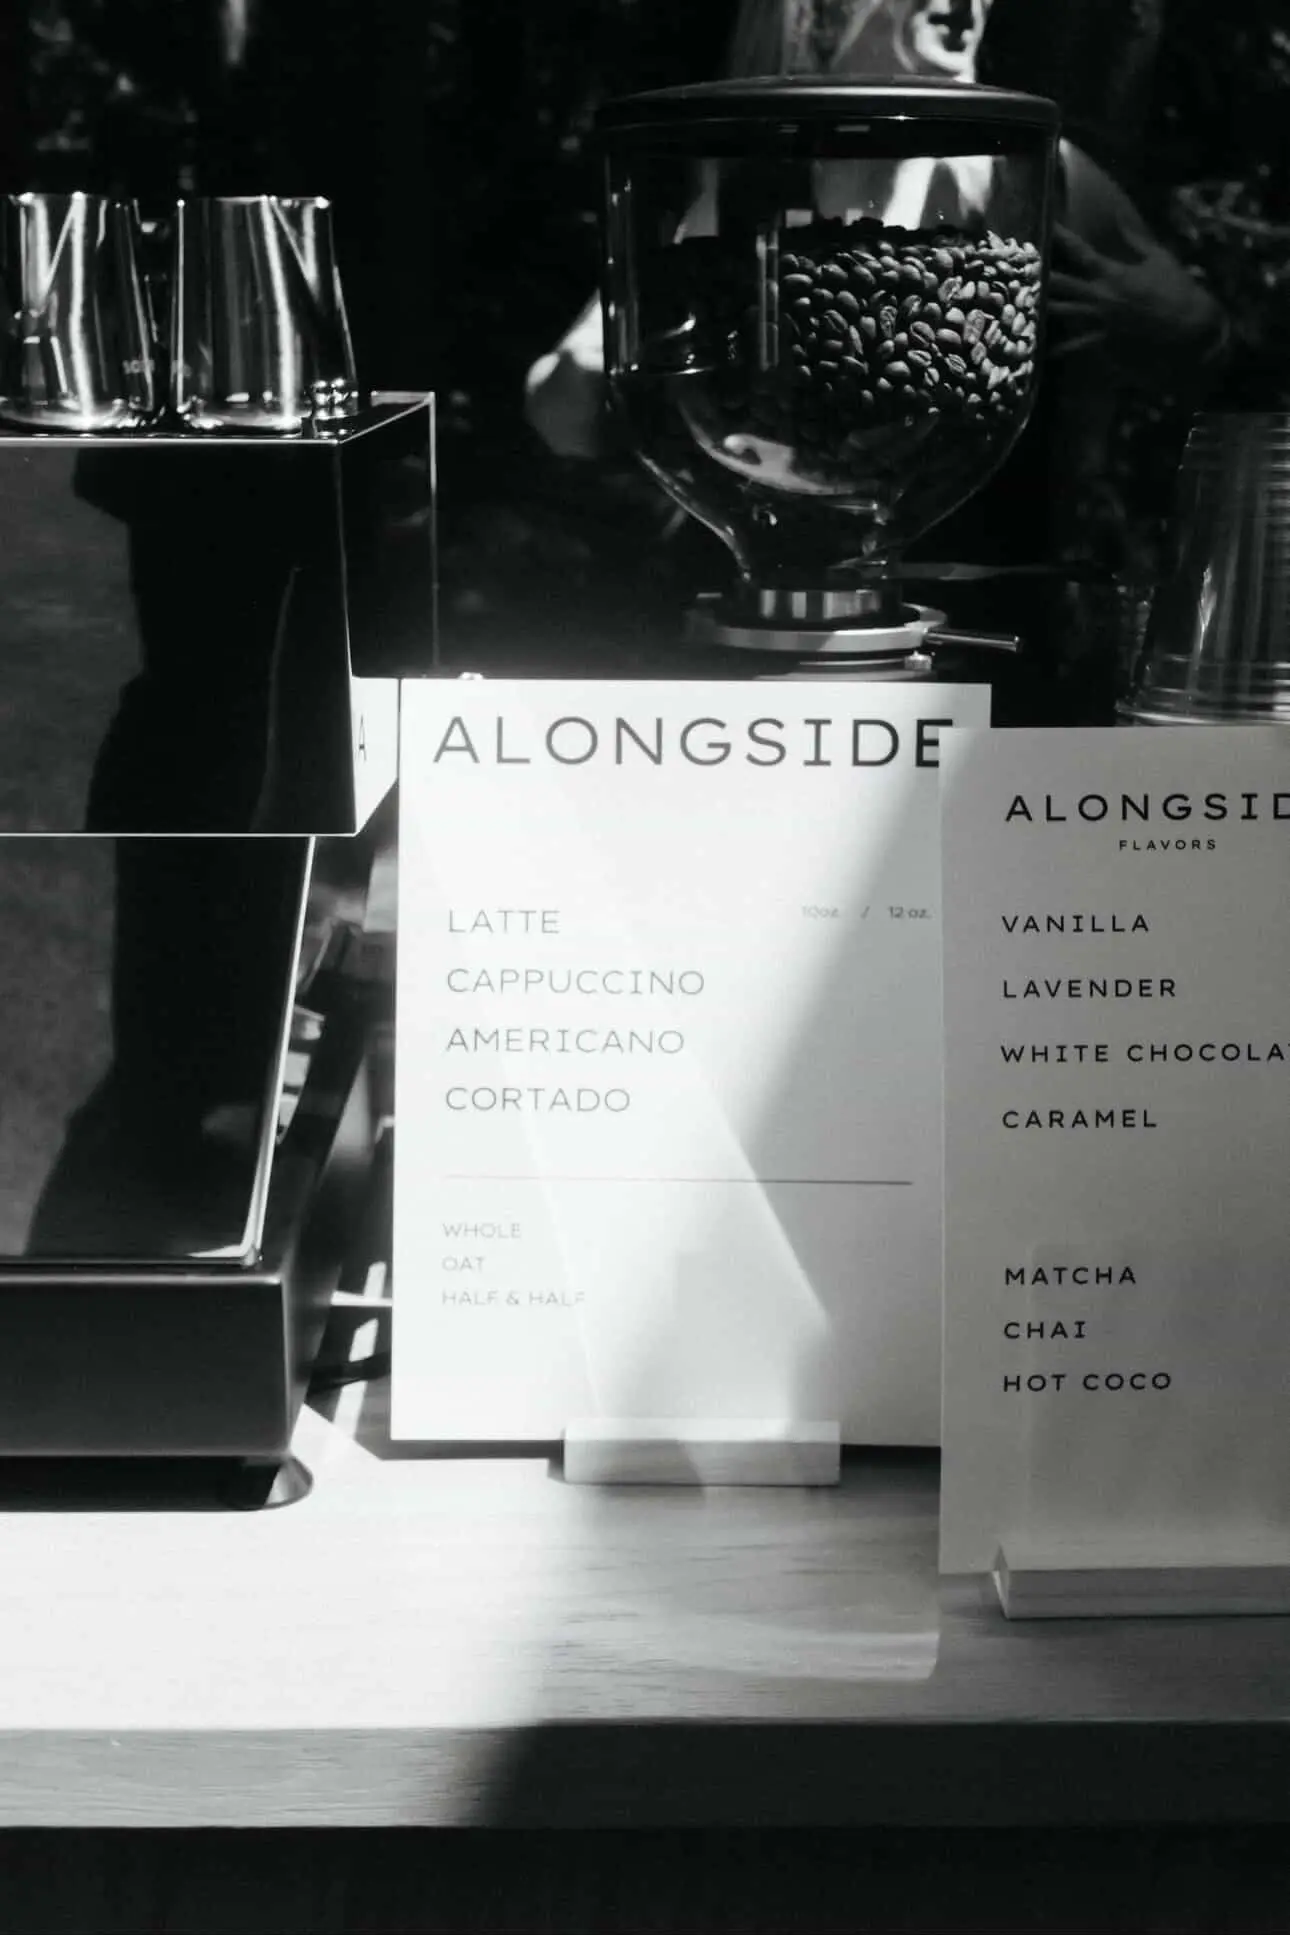 ALONGSIDE
LATTE 10oz. / 12 oz.
CAPPUCCINO
AMERICANO
CORTADO
WHOLE
OAT
HALF & HALF
ALONGSID
FLAVORS
VANILLA
LAVENDER
WHITE CHOCOLAT
CARAMEL
MATCHA
CHAI
HOT COCO